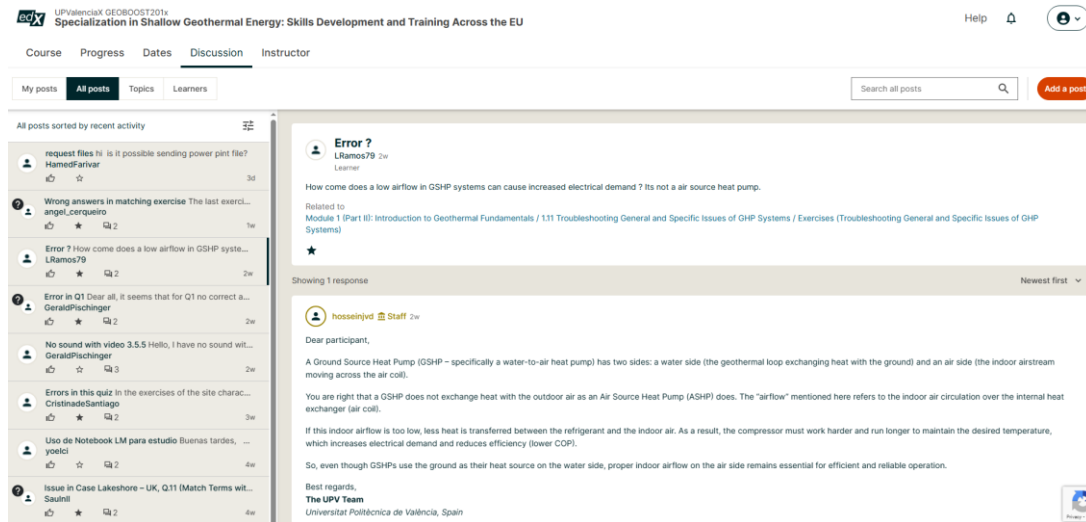 edX
UPValenciaX GEOBOOST201x
Specialization in Shallow Geothermal Energy: Skills Development and Training Across the EU
Help
Course Progress Dates Discussion Instructor
My posts All posts Topics Learners
Search all posts
Add a post
All posts sorted by recent activity
request files hi is it possible sending power pint file?
HamedFarivar
3d
Wrong answers in matching exercise The last exerci...
angel_cerqueiro
2 1w
Error ? How come does a low airflow in GSHP syste...
LRamos79
2 2w
Error in Q1 Dear all, it seems that for Q1 no correct a...
GeraldPischinger
2 2w
No sound with video 3.5.5 Hello, I have no sound wit...
GeraldPischinger
3 2w
Errors in this quiz In the exercises of the site charac...
CristinadeSantiago
2 3w
Uso de Notebook LM para estudio Buenas tardes, ...
yoelci
2 4w
Issue in Case Lakeshore – UK, Q.11 (Match Terms wit...
SaulnII
2 4w
Error ?
LRamos79 2w
Learner
How come does a low airflow in GSHP systems can cause increased electrical demand ? Its not a air source heat pump.
Related to
Module 1 (Part II): Introduction to Geothermal Fundamentals / 1.11 Troubleshooting General and Specific Issues of GHP Systems / Exercises (Troubleshooting General and Specific Issues of GHP
Systems)
Showing 1 response
Newest first
hosseinjvd Staff 2w
Dear participant,
A Ground Source Heat Pump (GSHP – specifically a water-to-air heat pump) has two sides: a water side (the geothermal loop exchanging heat with the ground) and an air side (the indoor airstream
moving across the air coil).
You are right that a GSHP does not exchange heat with the outdoor air as an Air Source Heat Pump (ASHP) does. The "airflow" mentioned here refers to the indoor air circulation over the internal heat
exchanger (air coil).
If this indoor airflow is too low, less heat is transferred between the refrigerant and the indoor air. As a result, the compressor must work harder and run longer to maintain the desired temperature,
which increases electrical demand and reduces efficiency (lower COP).
So, even though GSHPs use the ground as their heat source on the water side, proper indoor airflow on the air side remains essential for efficient and reliable operation.
Best regards,
The UPV Team
Universitat Politècnica de València, Spain